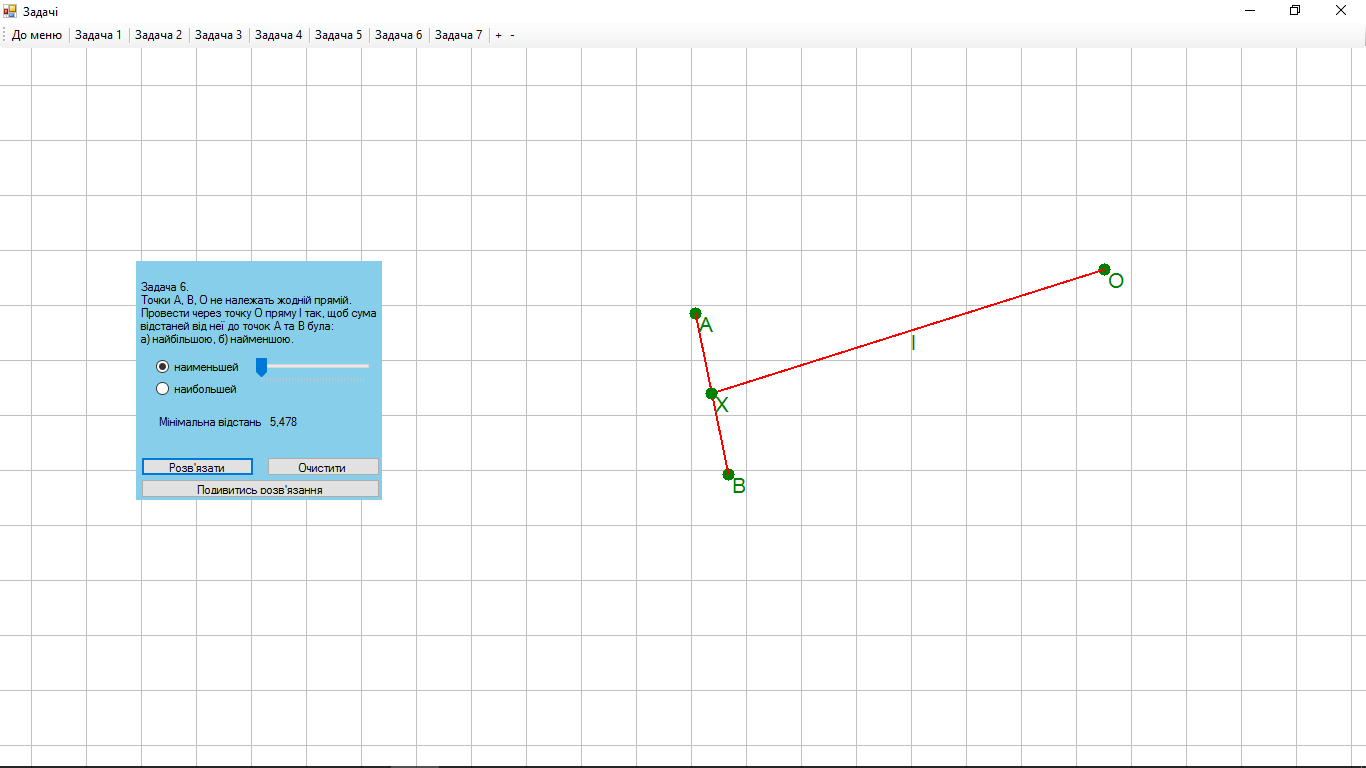 Задачі
До меню Задача 1 Задача 2 Задача 3 Задача 4 Задача 5 Задача 6 Задача 7 + -
Задача 6.
Точки A, B, O не належать жодній прямій.
Провести через точку O пряму l так, щоб сума
відстаней від неї до точок A та B була:
а) найбільшою, б) найменшою.
наименьшей
наибольшей
Мінімальна відстань 5,478
Розв'язати Очистити
Подивитись розв'язання
O
A
l
X
B